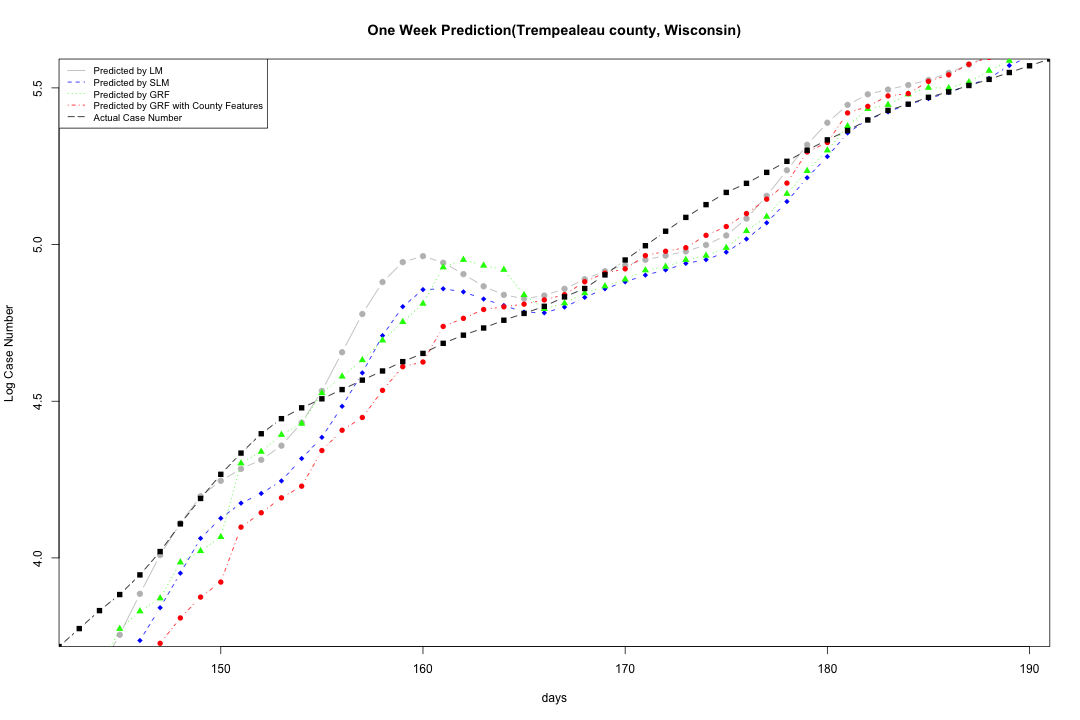 One Week Prediction(Trempealeau county, Wisconsin)
Predicted by LM
Predicted by SLM
Predicted by GRF
Predicted by GRF with County Features
Actual Case Number
5.5
5.0
4.5
4.0
Log Case Number
150 160 170 180 190
days